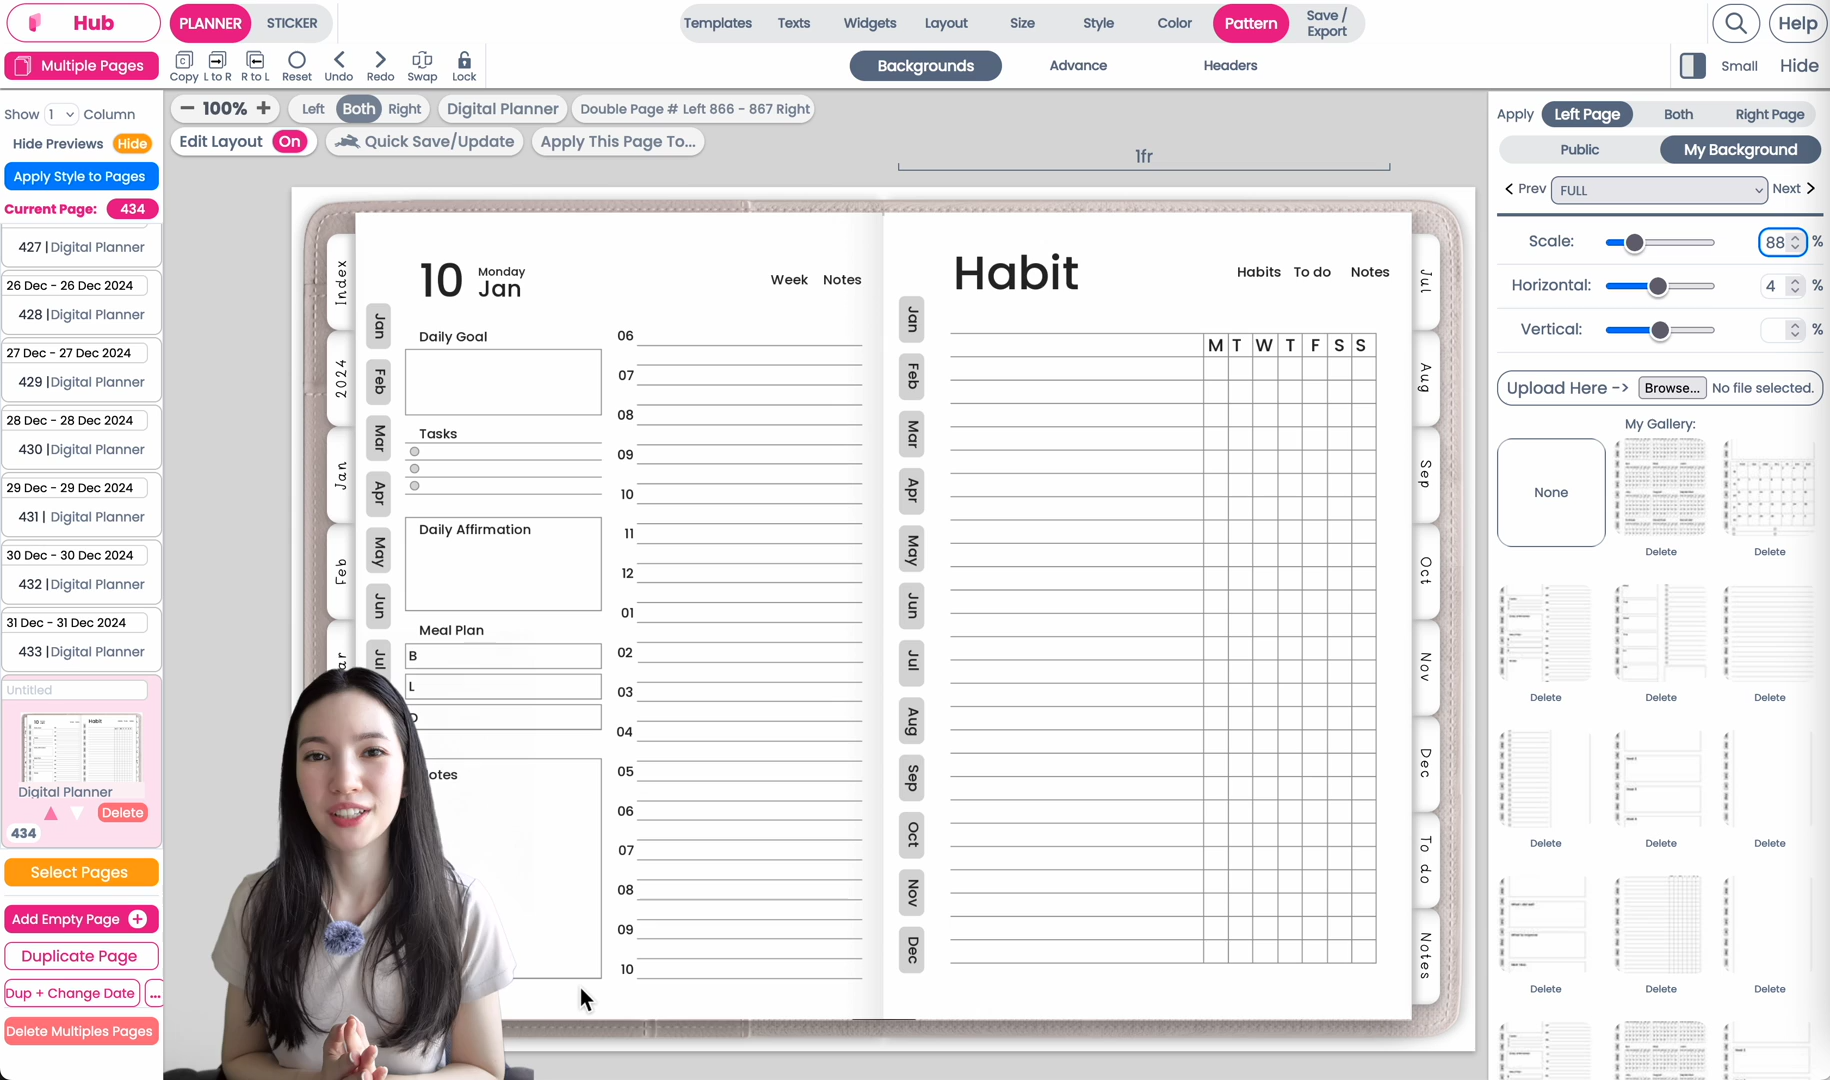 Hub
PLANNER
STICKER
Templates
Texts
Widgets
Layout
Size
Style
Color
Pattern
Save /
Export
Help
Multiple Pages
Copy
L to R
R to L
Reset
Undo
Redo
Swap
Lock
Backgrounds
Advance
Headers
Small
Hide
Show
1
Column
100%
Left
Both
Right
Digital Planner
Double Page # Left 866 - 867 Right
Hide Previews
Hide
Edit Layout
On
Quick Save/Update
Apply This Page To...
Apply Style to Pages
Current Page:
434
427 | Digital Planner
26 Dec - 26 Dec 2024
428 | Digital Planner
27 Dec - 27 Dec 2024
429 | Digital Planner
28 Dec - 28 Dec 2024
430 | Digital Planner
29 Dec - 29 Dec 2024
431 | Digital Planner
30 Dec - 30 Dec 2024
432 | Digital Planner
31 Dec - 31 Dec 2024
433 | Digital Planner
Untitled
Digital Planner
Delete
434
Select Pages
Add Empty Page
Duplicate Page
Dup + Change Date
...
Delete Multiples Pages
1fr
Index
2024
Jan
Feb
ar
10
Monday
Jan
Week
Notes
Jan
Feb
Mar
Apr
May
Jun
Jul
Daily Goal
Tasks
Daily Affirmation
Meal Plan
B
L
D
otes
06
07
08
09
10
11
12
01
02
03
04
05
06
07
08
09
10
Habit
Habits
To do
Notes
M T W T F S S
Jan
Feb
Mar
Apr
May
Jun
Jul
Aug
Sep
Oct
Nov
Dec
Jul
Aug
Sep
Oct
Nov
Dec
To do
Notes
Apply
Left Page
Both
Right Page
Public
My Background
Prev
FULL
Next
Scale:
88
%
Horizontal:
4
%
Vertical:
%
Upload Here ->
Browse...
No file selected.
My Gallery:
None
Delete
Delete
Delete
Delete
Delete
Delete
Delete
Delete
Delete
Delete
Delete